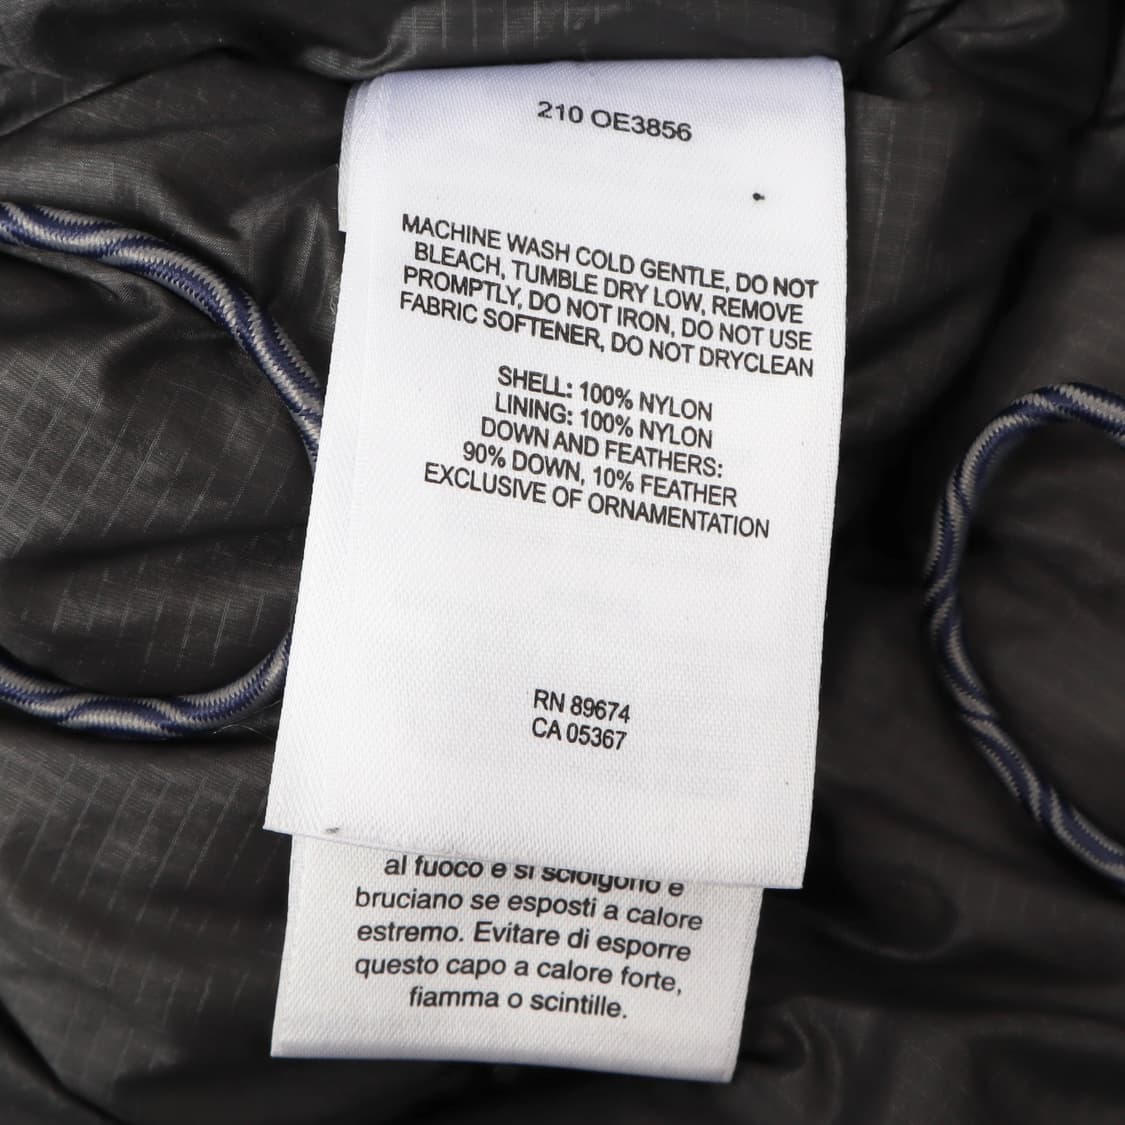 210 OE3856
MACHINE WASH COLD GENTLE, DO NOT
BLEACH, TUMBLE DRY LOW, REMOVE
PROMPTLY, DO NOT IRON, DO NOT USE
FABRIC SOFTENER, DO NOT DRYCLEAN
SHELL: 100% NYLON
LINING: 100% NYLON
DOWN AND FEATHERS:
90% DOWN, 10% FEATHER
EXCLUSIVE OF ORNAMENTATION
RN 89674
CA 05367
al fuoco e si sciolgono e
bruciano se esposti a calore
estremo. Evitare di esporre
questo capo a calore forte,
fiamma o scintille.